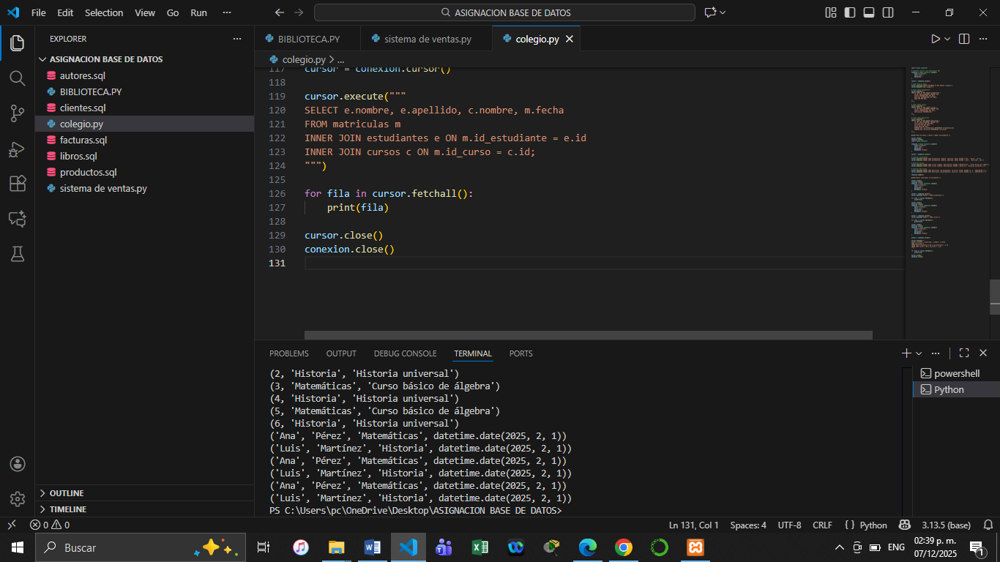 File Edit Selection View Go Run ···
ASIGNACION BASE DE DATOS
EXPLORER
ASIGNACION BASE DE DATOS
autores.sql
BIBLIOTECA.PY
clientes.sql
colegio.py
facturas.sql
libros.sql
productos.sql
sistema de ventas.py
OUTLINE
TIMELINE
BIBLIOTECA.PY sistema de ventas.py colegio.py
colegio.py > ...
117 cursor = conexion.cursor()
118
119 cursor.execute("""
120 SELECT e.nombre, e.apellido, c.nombre, m.fecha
121 FROM matriculas m
122 INNER JOIN estudiantes e ON m.id_estudiante = e.id
123 INNER JOIN cursos c ON m.id_curso = c.id;
124 """)
125
126 for fila in cursor.fetchall():
127 print(fila)
128
129 cursor.close()
130 conexion.close()
131
PROBLEMS OUTPUT DEBUG CONSOLE TERMINAL PORTS
(2, 'Historia', 'Historia universal')
(3, 'Matemáticas', 'Curso básico de álgebra')
(4, 'Historia', 'Historia universal')
(5, 'Matemáticas', 'Curso básico de álgebra')
(6, 'Historia', 'Historia universal')
('Ana', 'Pérez', 'Matemáticas', datetime.date(2025, 2, 1))
('Luis', 'Martínez', 'Historia', datetime.date(2025, 2, 1))
('Ana', 'Pérez', 'Matemáticas', datetime.date(2025, 2, 1))
('Luis', 'Martínez', 'Historia', datetime.date(2025, 2, 1))
('Ana', 'Pérez', 'Matemáticas', datetime.date(2025, 2, 1))
('Luis', 'Martínez', 'Historia', datetime.date(2025, 2, 1))
PS C:\Users\pc\OneDrive\Desktop\ASIGNACION BASE DE DATOS>
powershell
Python
0 0
Ln 131, Col 1 Spaces: 4 UTF-8 CRLF { } Python 3.13.5 (base)
Buscar
ENG
02:39 p. m.
07/12/2025
1